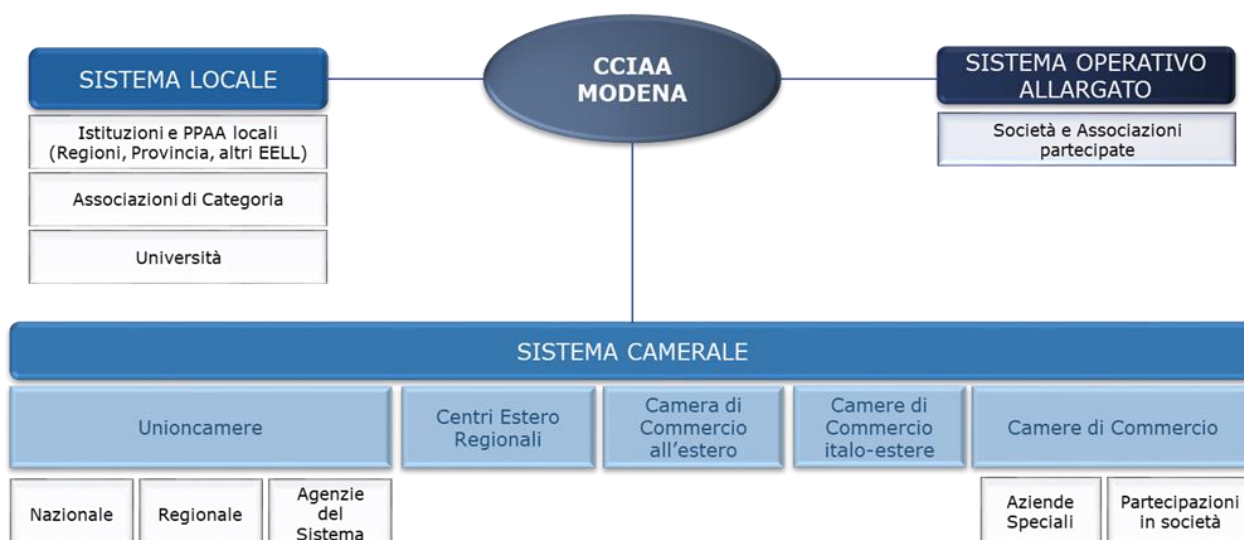 CCIAA
MODENA
SISTEMA LOCALE
Istituzioni e PPAA locali
(Regioni, Provincia, altri EELL)
Associazioni di Categoria
Università
SISTEMA OPERATIVO
ALLARGATO
Società e Associazioni
partecipate
SISTEMA CAMERALE
Unioncamere
Centri Estero
Regionali
Camera di
Commercio
all'estero
Camere di
Commercio
italo-estere
Camere di Commercio
Nazionale
Regionale
Agenzie
del
Sistema
Aziende
Speciali
Partecipazioni
in società